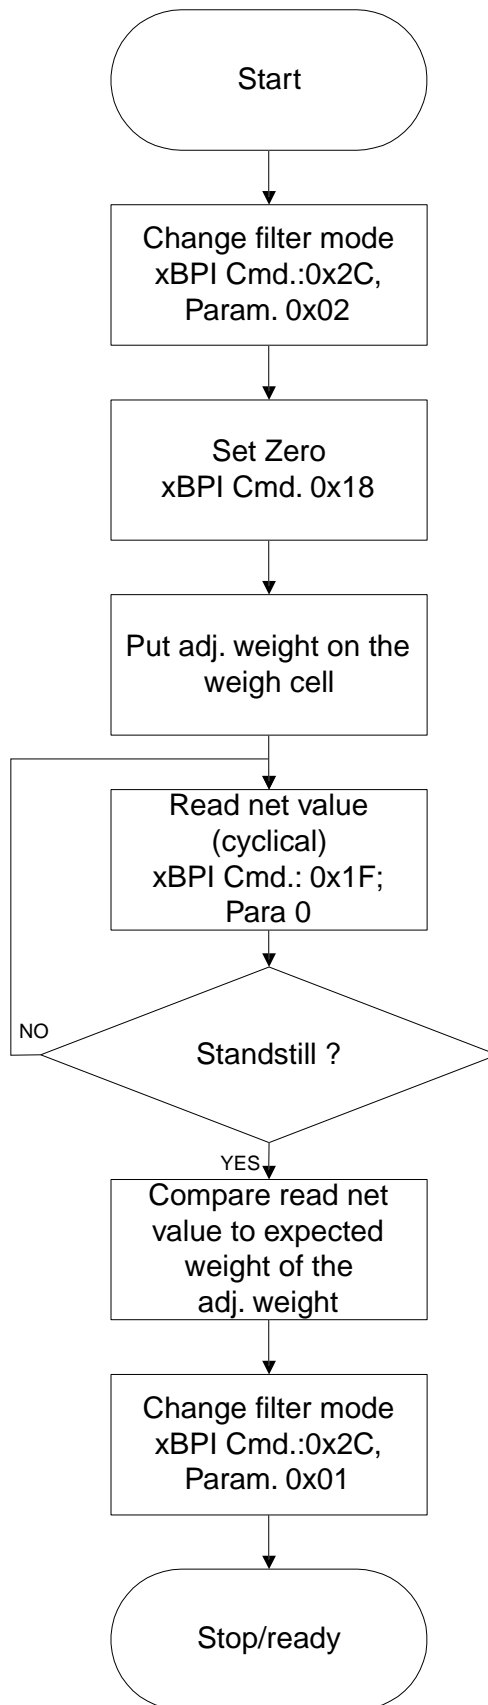 Start
Change filter mode
xBPI Cmd.:0x2C,
Param. 0x02
Set Zero
xBPI Cmd. 0x18
Put adj. weight on the
weigh cell
Read net value
(cyclical)
xBPI Cmd.: 0x1F;
Para 0
NO
Standstill ?
YES
Compare read net
value to expected
weight of the
adj. weight
Change filter mode
xBPI Cmd.:0x2C,
Param. 0x01
Stop/ready